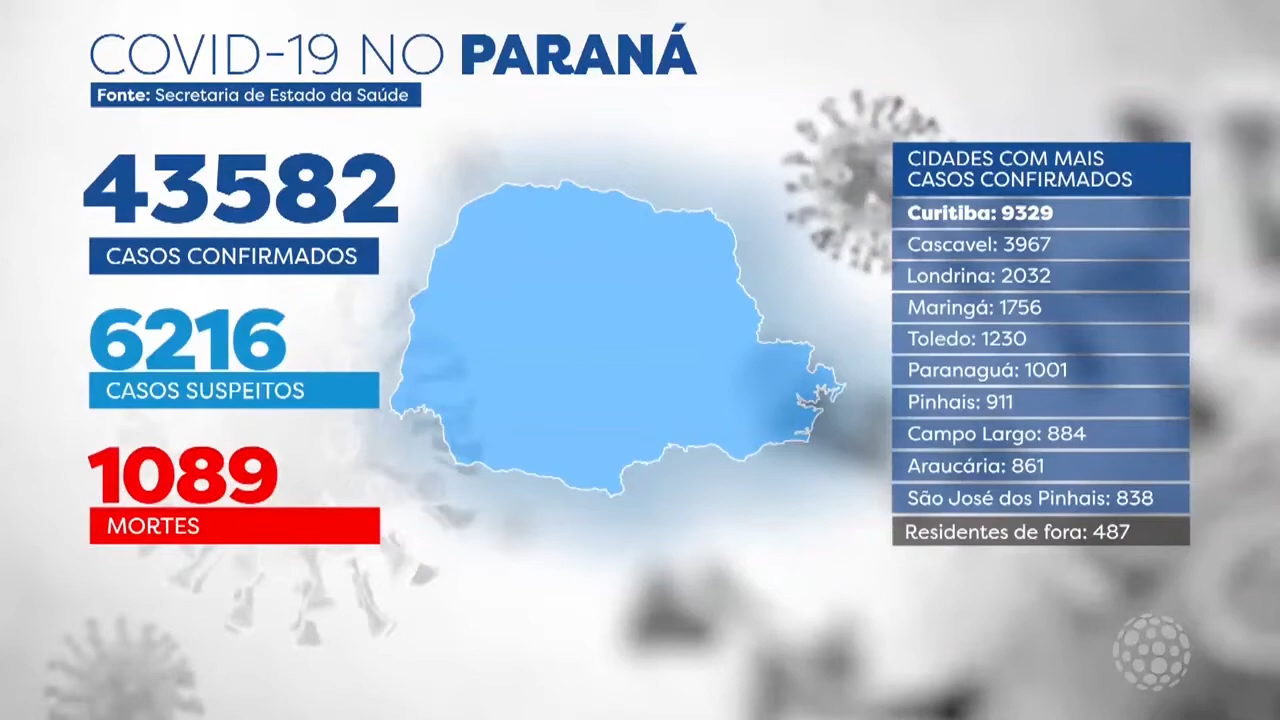 COVID-19 NO PARANÁ
Fonte: Secretaria de Estado da Saúde
43582
CASOS CONFIRMADOS
6216
CASOS SUSPEITOS
1089
MORTES
CIDADES COM MAIS
CASOS CONFIRMADOS
Curitiba: 9329
Cascavel: 3967
Londrina: 2032
Maringá: 1756
Toledo: 1230
Paranaguá: 1001
Pinhais: 911
Campo Largo: 884
Araucária: 861
São José dos Pinhais: 838
Residentes de fora: 487